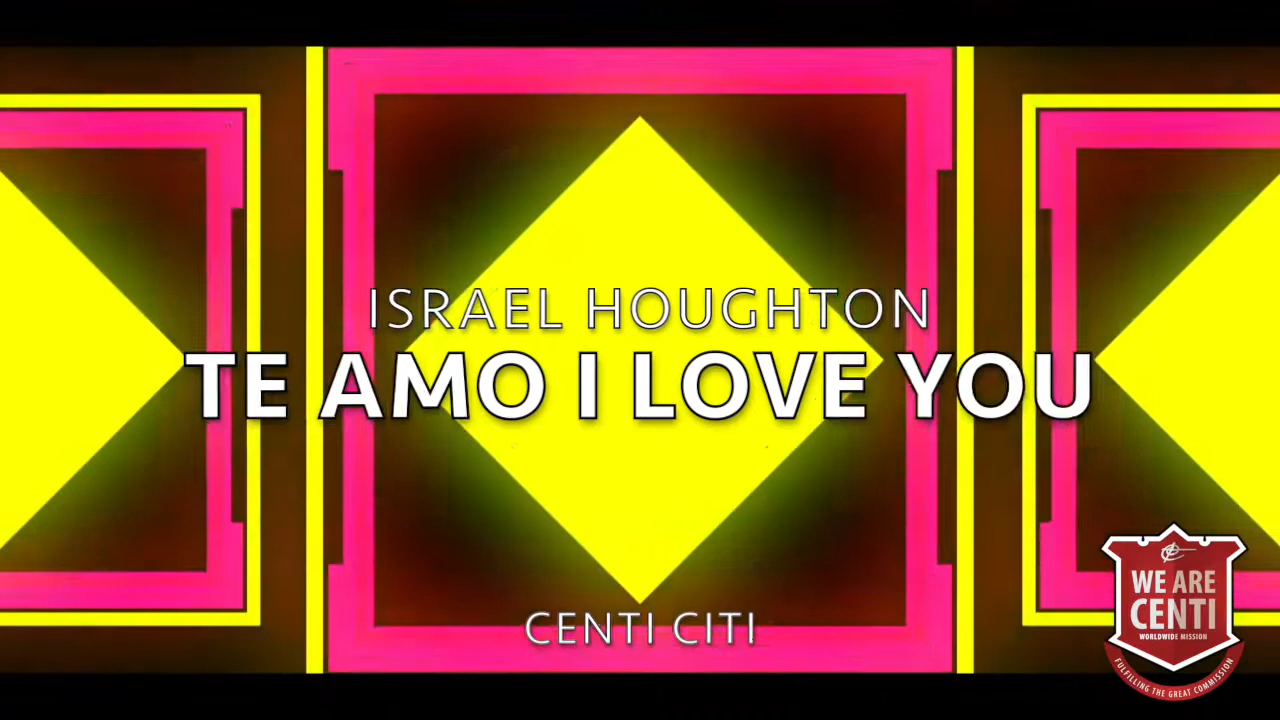 ISRAEL HOUGHTON
TE AMO I LOVE YOU
CENTI CITI
WE ARE
CENTI
WORLDWIDE MISSION
FULFILLING THE GREAT COMMISSION